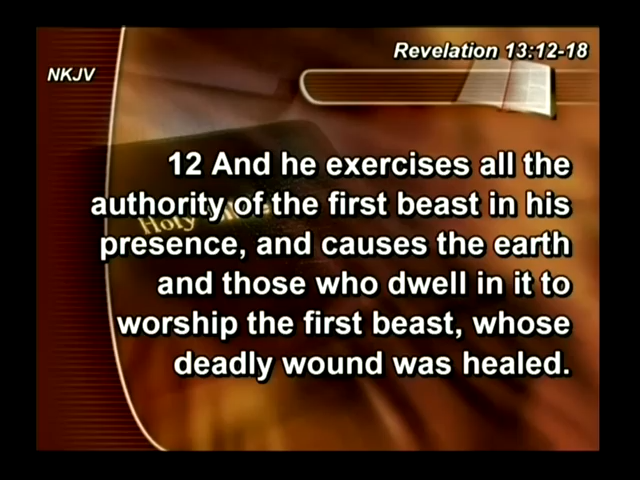 Revelation 13:12-18
NKJV
12 And he exercises all the
authority of the first beast in his
presence, and causes the earth
and those who dwell in it to
worship the first beast, whose
deadly wound was healed.
Holy